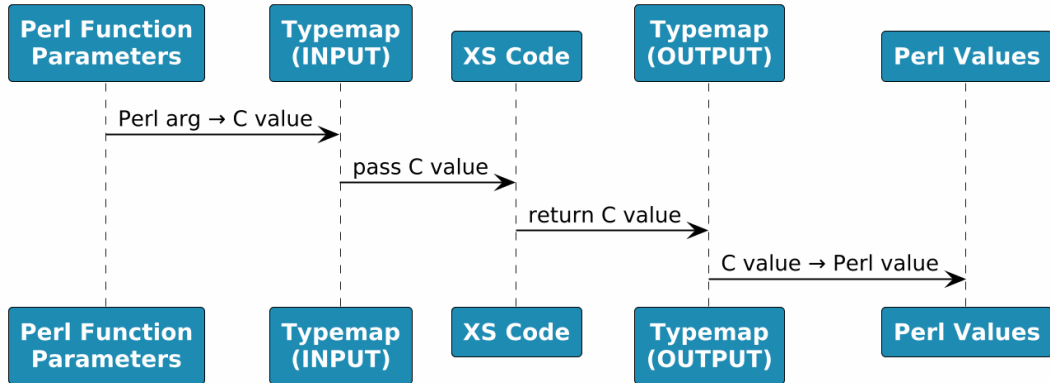 Perl Function
Parameters
Typemap
(INPUT)
XS Code
Typemap
(OUTPUT)
Perl Values
Perl arg → C value
pass C value
return C value
C value → Perl value
Perl Function
Parameters
Typemap
(INPUT)
XS Code
Typemap
(OUTPUT)
Perl Values